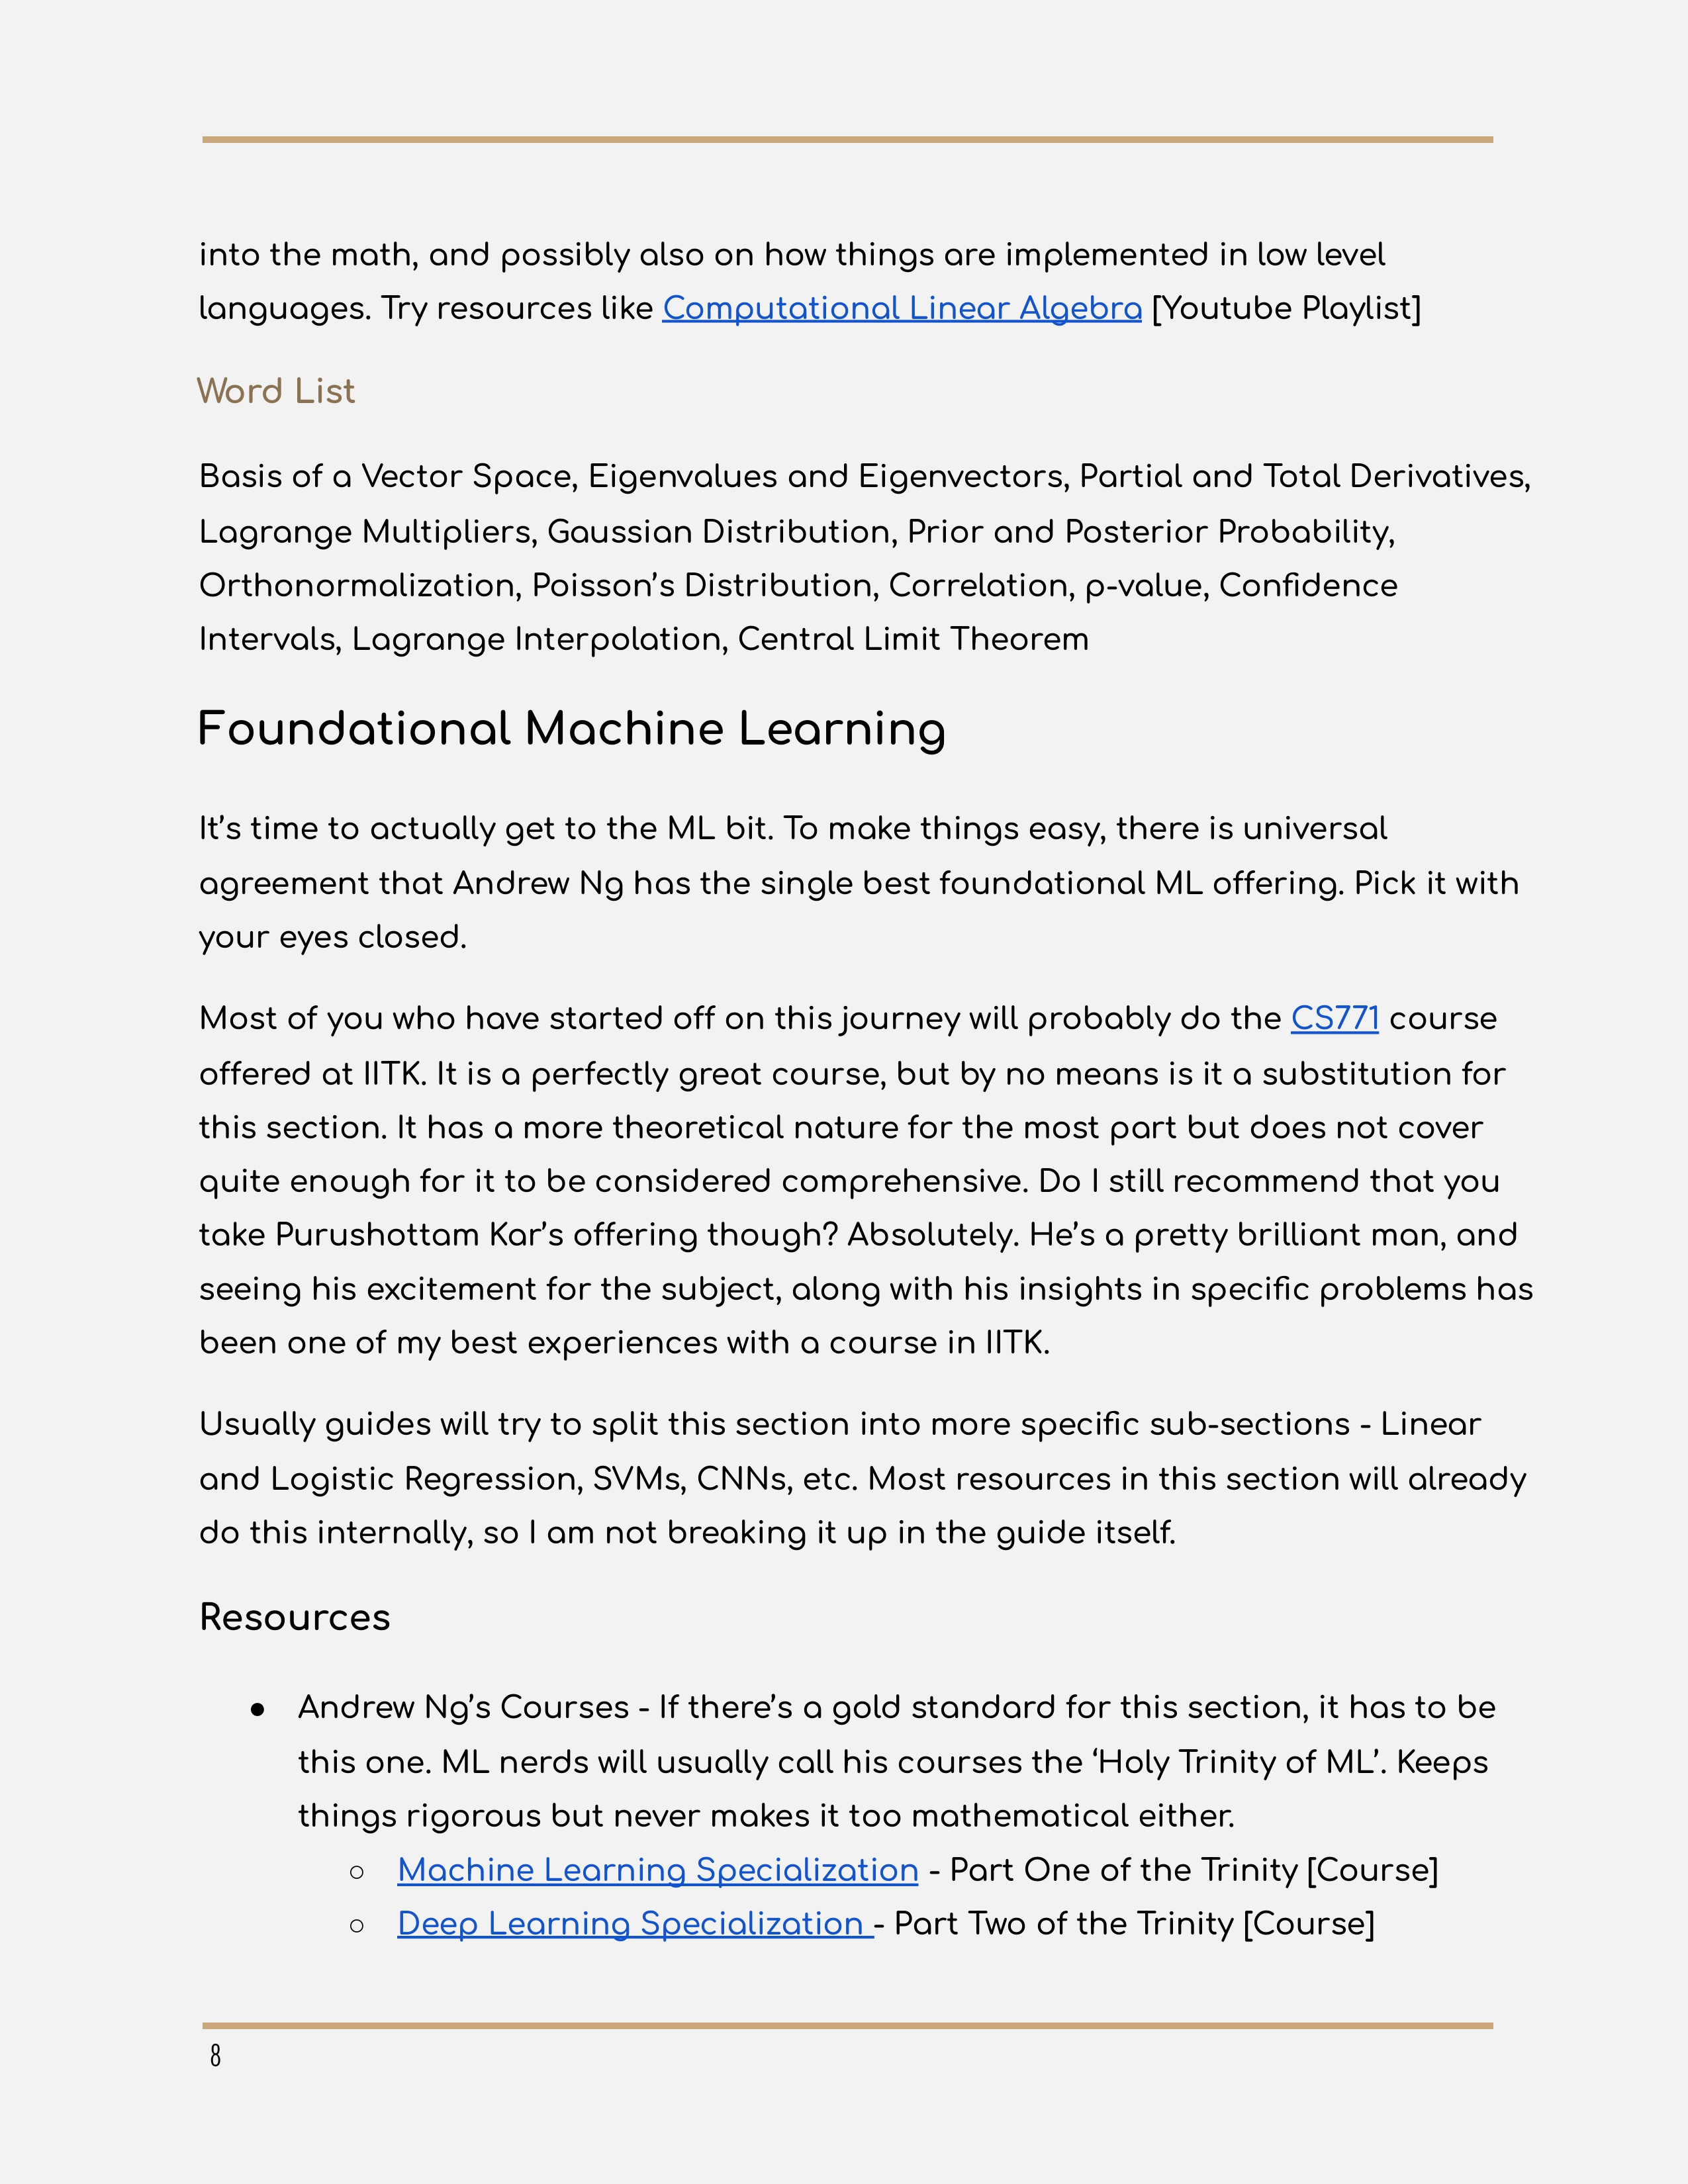 into the math, and possibly also on how things are implemented in low level
languages. Try resources like Computational Linear Algebra [Youtube Playlist]
Word List
Basis of a Vector Space, Eigenvalues and Eigenvectors, Partial and Total Derivatives,
Lagrange Multipliers, Gaussian Distribution, Prior and Posterior Probability,
Orthonormalization, Poisson’s Distribution, Correlation, ρ-value, Confidence
Intervals, Lagrange Interpolation, Central Limit Theorem
Foundational Machine Learning
It’s time to actually get to the ML bit. To make things easy, there is universal
agreement that Andrew Ng has the single best foundational ML offering. Pick it with
your eyes closed.
Most of you who have started off on this journey will probably do the CS771 course
offered at IITK. It is a perfectly great course, but by no means is it a substitution for
this section. It has a more theoretical nature for the most part but does not cover
quite enough for it to be considered comprehensive. Do I still recommend that you
take Purushottam Kar’s offering though? Absolutely. He’s a pretty brilliant man, and
seeing his excitement for the subject, along with his insights in specific problems has
been one of my best experiences with a course in IITK.
Usually guides will try to split this section into more specific sub-sections - Linear
and Logistic Regression, SVMs, CNNs, etc. Most resources in this section will already
do this internally, so I am not breaking it up in the guide itself.
Resources
● Andrew Ng’s Courses - If there’s a gold standard for this section, it has to be
this one. ML nerds will usually call his courses the ‘Holy Trinity of ML’. Keeps
things rigorous but never makes it too mathematical either.
○ Machine Learning Specialization - Part One of the Trinity [Course]
○ Deep Learning Specialization - Part Two of the Trinity [Course]
8